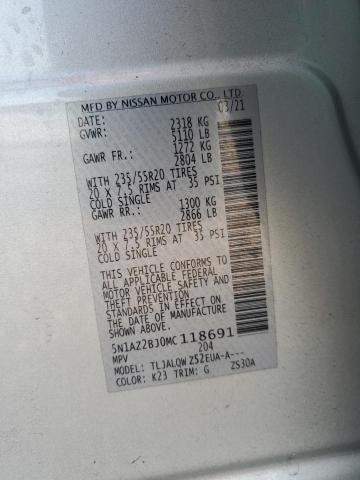 MFD BY NISSAN MOTOR CO., LTD.
DATE: 03/21
GVWR: 2318 KG
5110 LB
GAWR FR.: 1272 KG
2804 LB
WITH 235/55R20 TIRES
20 X 7.5 RIMS AT 35 PSI
COLD SINGLE
GAWR RR.: 1300 KG
2866 LB
WITH 235/55R20 TIRES
20 X 7.5 RIMS AT 35 PSI
COLD SINGLE
THIS VEHICLE CONFORMS TO
ALL APPLICABLE FEDERAL
MOTOR VEHICLE SAFETY AND
THEFT PREVENTION
STANDARDS IN EFFECT ON
THE DATE OF MANUFACTURE
SHOWN ABOVE.
5N1AZ2BJ0MC118691
MPV 204
MODEL: TLJALQW Z52EUA-A---
COLOR: K23 TRIM: G ZS30A